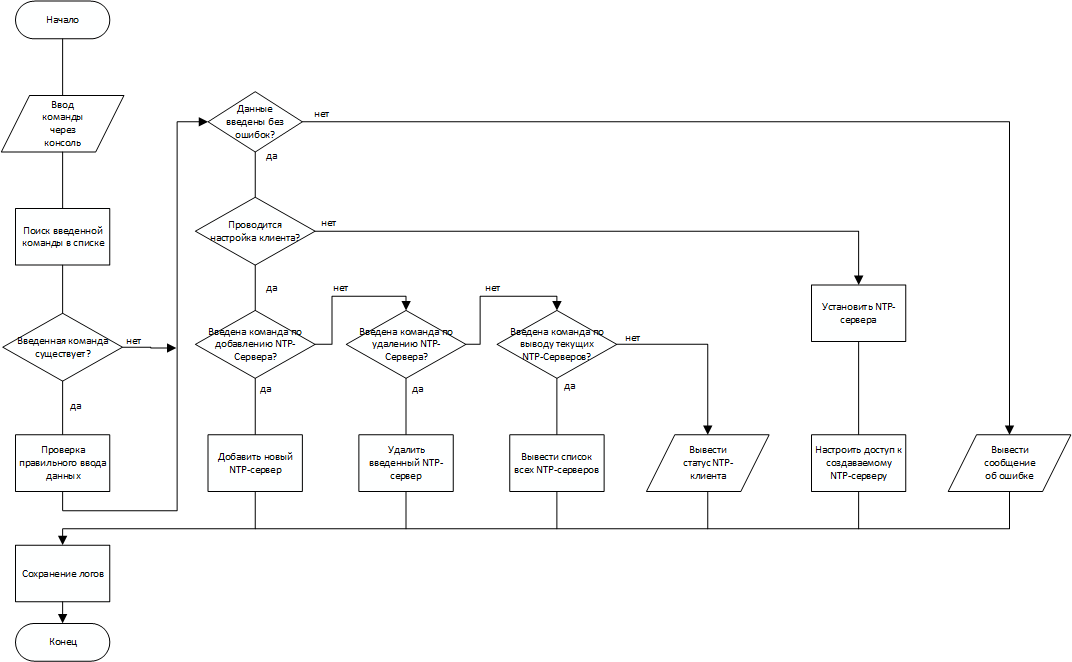 Начало
Ввод
команды
через
консоль
Поиск введенной
команды в списке
Введенная команда
существует?
нет
да
Проверка
правильного ввода
данных
Данные
введены без
ошибок?
нет
да
Проводится
настройка клиента?
нет
да
Введена команда по
добавлению NTP-
Сервера?
нет
да
Введена команда по
удалению NTP-
Сервера?
нет
да
Введена команда по
выводу текущих
NTP-Серверов?
нет
да
Установить NTP-
сервера
Добавить новый
NTP-сервер
Удалить
введенный NTP-
сервер
Вывести список
всех NTP-серверов
Вывести
статус NTP-
клиента
Настроить доступ к
создаваемому
NTP-серверу
Вывести
сообщение
об ошибке
Сохранение логов
Конец